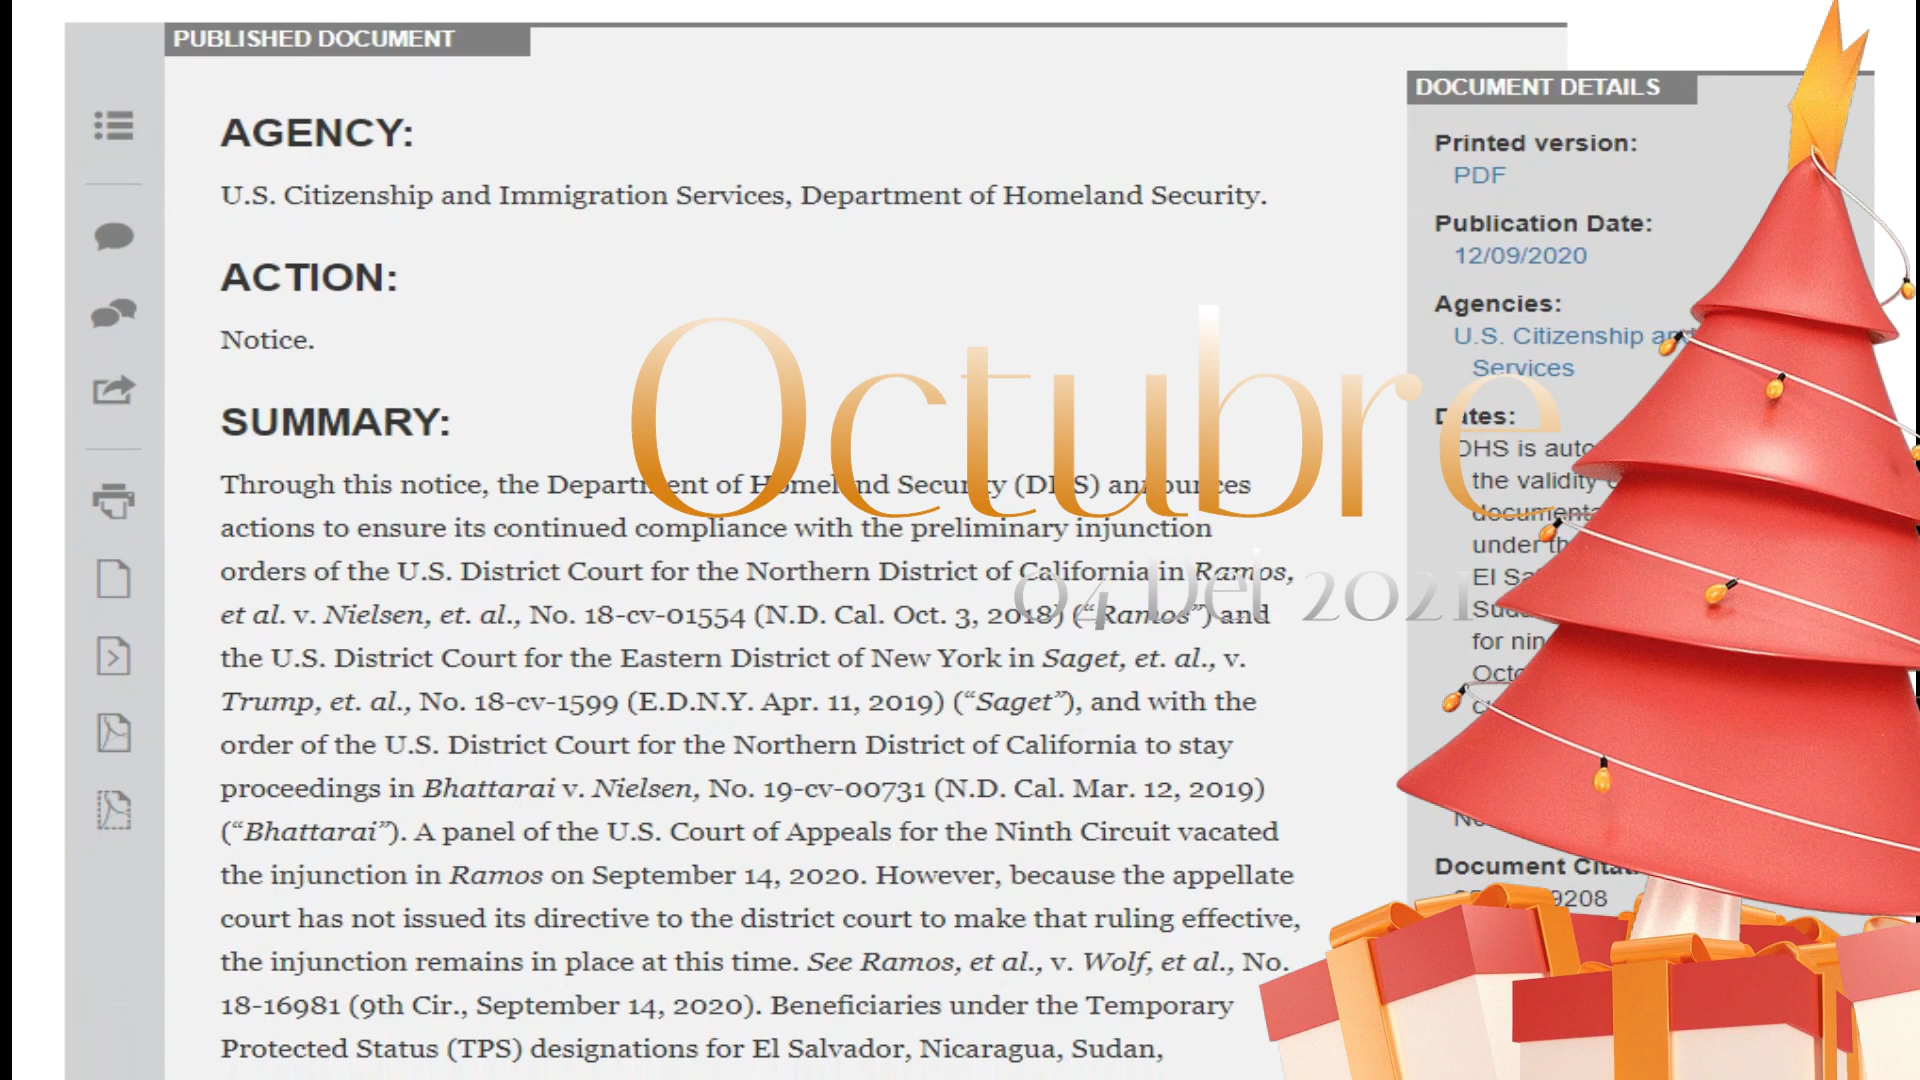 PUBLISHED DOCUMENT
AGENCY:
U.S. Citizenship and Immigration Services, Department of Homeland Security.
ACTION:
Notice.
SUMMARY:
Through this notice, the Department of Homeland Security (DHS) announces
actions to ensure its continued compliance with the preliminary injunction
orders of the U.S. District Court for the Northern District of California in Ramos,
et al. v. Nielsen, et. al., No. 18-cv-01554 (N.D. Cal. Oct. 3, 2018) (“Ramos”) and
the U.S. District Court for the Eastern District of New York in Saget, et. al., v.
Trump, et. al., No. 18-cv-1599 (E.D.N.Y. Apr. 11, 2019) (“Saget”), and with the
order of the U.S. District Court for the Northern District of California to stay
proceedings in Bhattarai v. Nielsen, No. 19-cv-00731 (N.D. Cal. Mar. 12, 2019)
(“Bhattarai”). A panel of the U.S. Court of Appeals for the Ninth Circuit vacated
the injunction in Ramos on September 14, 2020. However, because the appellate
court has not issued its directive to the district court to make that ruling effective,
the injunction remains in place at this time. See Ramos, et al., v. Wolf, et al., No.
18-16981 (9th Cir., September 14, 2020). Beneficiaries under the Temporary
Protected Status (TPS) designations for El Salvador, Nicaragua, Sudan,
Octubre
04 Del 2021
DOCUMENT DETAILS
Printed version:
PDF
Publication Date:
12/09/2020
Agencies:
U.S. Citizenship and
Services
Dates:
DHS is
the validity
under
El
for
Document